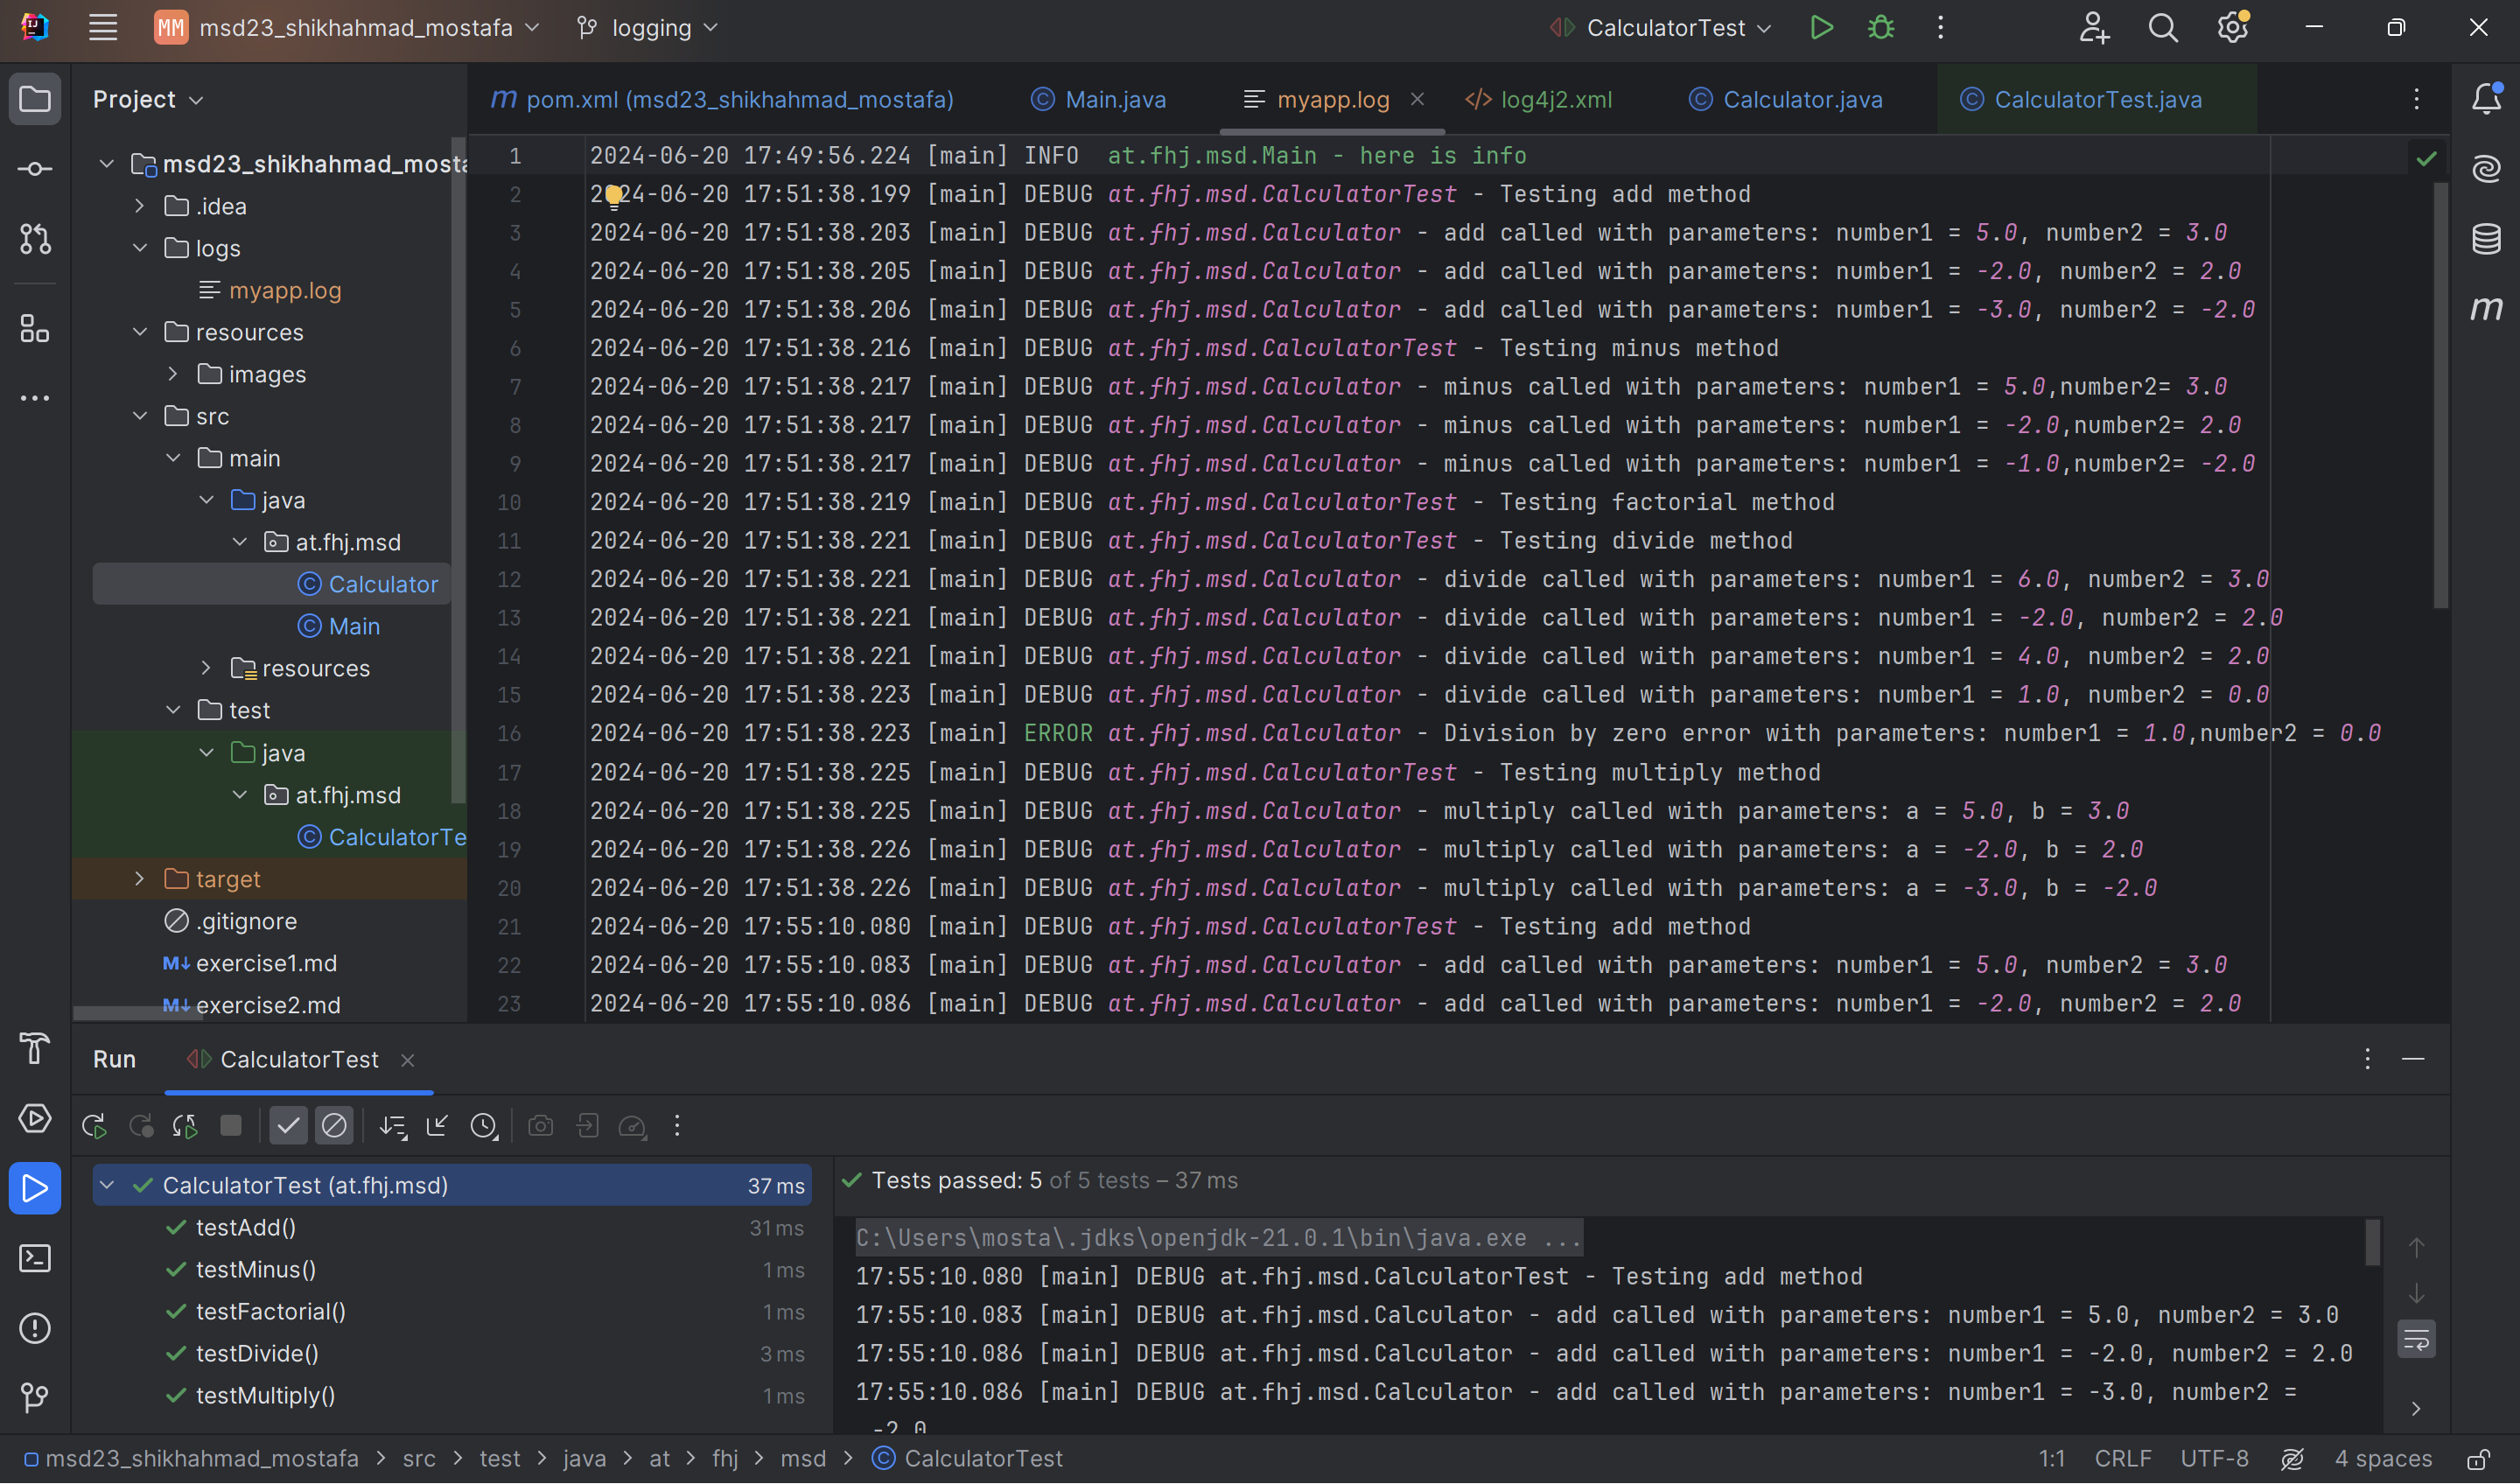 MM msd23_shikhahmad_mostafa logging CalculatorTest
Project
pom.xml (msd23_shikhahmad_mostafa) Main.java myapp.log log4j2.xml Calculator.java CalculatorTest.java
msd23_shikhahmad_mosta
.idea
logs
myapp.log
resources
images
src
main
java
at.fhj.msd
Calculator
Main
resources
test
java
at.fhj.msd
CalculatorTe
target
.gitignore
exercise1.md
exercise2.md
1 2024-06-20 17:49:56.224 [main] INFO  at.fhj.msd.Main - here is info
2 2024-06-20 17:51:38.199 [main] DEBUG at.fhj.msd.CalculatorTest - Testing add method
3 2024-06-20 17:51:38.203 [main] DEBUG at.fhj.msd.Calculator - add called with parameters: number1 = 5.0, number2 = 3.0
4 2024-06-20 17:51:38.205 [main] DEBUG at.fhj.msd.Calculator - add called with parameters: number1 = -2.0, number2 = 2.0
5 2024-06-20 17:51:38.206 [main] DEBUG at.fhj.msd.Calculator - add called with parameters: number1 = -3.0, number2 = -2.0
6 2024-06-20 17:51:38.216 [main] DEBUG at.fhj.msd.CalculatorTest - Testing minus method
7 2024-06-20 17:51:38.217 [main] DEBUG at.fhj.msd.Calculator - minus called with parameters: number1 = 5.0,number2= 3.0
8 2024-06-20 17:51:38.217 [main] DEBUG at.fhj.msd.Calculator - minus called with parameters: number1 = -2.0,number2= 2.0
9 2024-06-20 17:51:38.217 [main] DEBUG at.fhj.msd.Calculator - minus called with parameters: number1 = -1.0,number2= -2.0
10 2024-06-20 17:51:38.219 [main] DEBUG at.fhj.msd.CalculatorTest - Testing factorial method
11 2024-06-20 17:51:38.221 [main] DEBUG at.fhj.msd.CalculatorTest - Testing divide method
12 2024-06-20 17:51:38.221 [main] DEBUG at.fhj.msd.Calculator - divide called with parameters: number1 = 6.0, number2 = 3.0
13 2024-06-20 17:51:38.221 [main] DEBUG at.fhj.msd.Calculator - divide called with parameters: number1 = -2.0, number2 = 2.0
14 2024-06-20 17:51:38.221 [main] DEBUG at.fhj.msd.Calculator - divide called with parameters: number1 = 4.0, number2 = 2.0
15 2024-06-20 17:51:38.223 [main] DEBUG at.fhj.msd.Calculator - divide called with parameters: number1 = 1.0, number2 = 0.0
16 2024-06-20 17:51:38.223 [main] ERROR at.fhj.msd.Calculator - Division by zero error with parameters: number1 = 1.0,number2 = 0.0
17 2024-06-20 17:51:38.225 [main] DEBUG at.fhj.msd.CalculatorTest - Testing multiply method
18 2024-06-20 17:51:38.225 [main] DEBUG at.fhj.msd.Calculator - multiply called with parameters: a = 5.0, b = 3.0
19 2024-06-20 17:51:38.226 [main] DEBUG at.fhj.msd.Calculator - multiply called with parameters: a = -2.0, b = 2.0
20 2024-06-20 17:51:38.226 [main] DEBUG at.fhj.msd.Calculator - multiply called with parameters: a = -3.0, b = -2.0
21 2024-06-20 17:55:10.080 [main] DEBUG at.fhj.msd.CalculatorTest - Testing add method
22 2024-06-20 17:55:10.083 [main] DEBUG at.fhj.msd.Calculator - add called with parameters: number1 = 5.0, number2 = 3.0
23 2024-06-20 17:55:10.086 [main] DEBUG at.fhj.msd.Calculator - add called with parameters: number1 = -2.0, number2 = 2.0
Run CalculatorTest
CalculatorTest (at.fhj.msd) 37 ms
testAdd() 31 ms
testMinus() 1 ms
testFactorial() 1 ms
testDivide() 3 ms
testMultiply() 1 ms
Tests passed: 5 of 5 tests – 37 ms
C:\Users\mosta\.jdks\openjdk-21.0.1\bin\java.exe ...
17:55:10.080 [main] DEBUG at.fhj.msd.CalculatorTest - Testing add method
17:55:10.083 [main] DEBUG at.fhj.msd.Calculator - add called with parameters: number1 = 5.0, number2 = 3.0
17:55:10.086 [main] DEBUG at.fhj.msd.Calculator - add called with parameters: number1 = -2.0, number2 = 2.0
17:55:10.086 [main] DEBUG at.fhj.msd.Calculator - add called with parameters: number1 = -3.0, number2 =
-2.0
msd23_shikhahmad_mostafa > src > test > java > at > fhj > msd > CalculatorTest 1:1 CRLF UTF-8 4 spaces